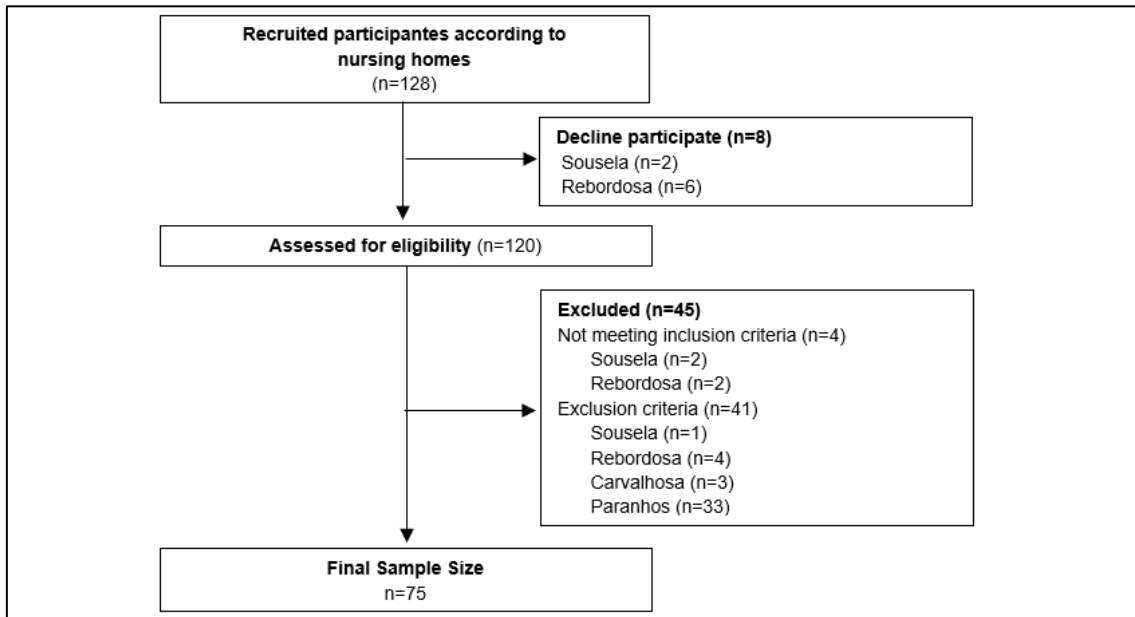 Recruited participantes according to
nursing homes
(n=128)
Decline participate (n=8)
Sousela (n=2)
Rebordosa (n=6)
Assessed for eligibility (n=120)
Excluded (n=45)
Not meeting inclusion criteria (n=4)
Sousela (n=2)
Rebordosa (n=2)
Exclusion criteria (n=41)
Sousela (n=1)
Rebordosa (n=4)
Carvalhosa (n=3)
Paranhos (n=33)
Final Sample Size
n=75